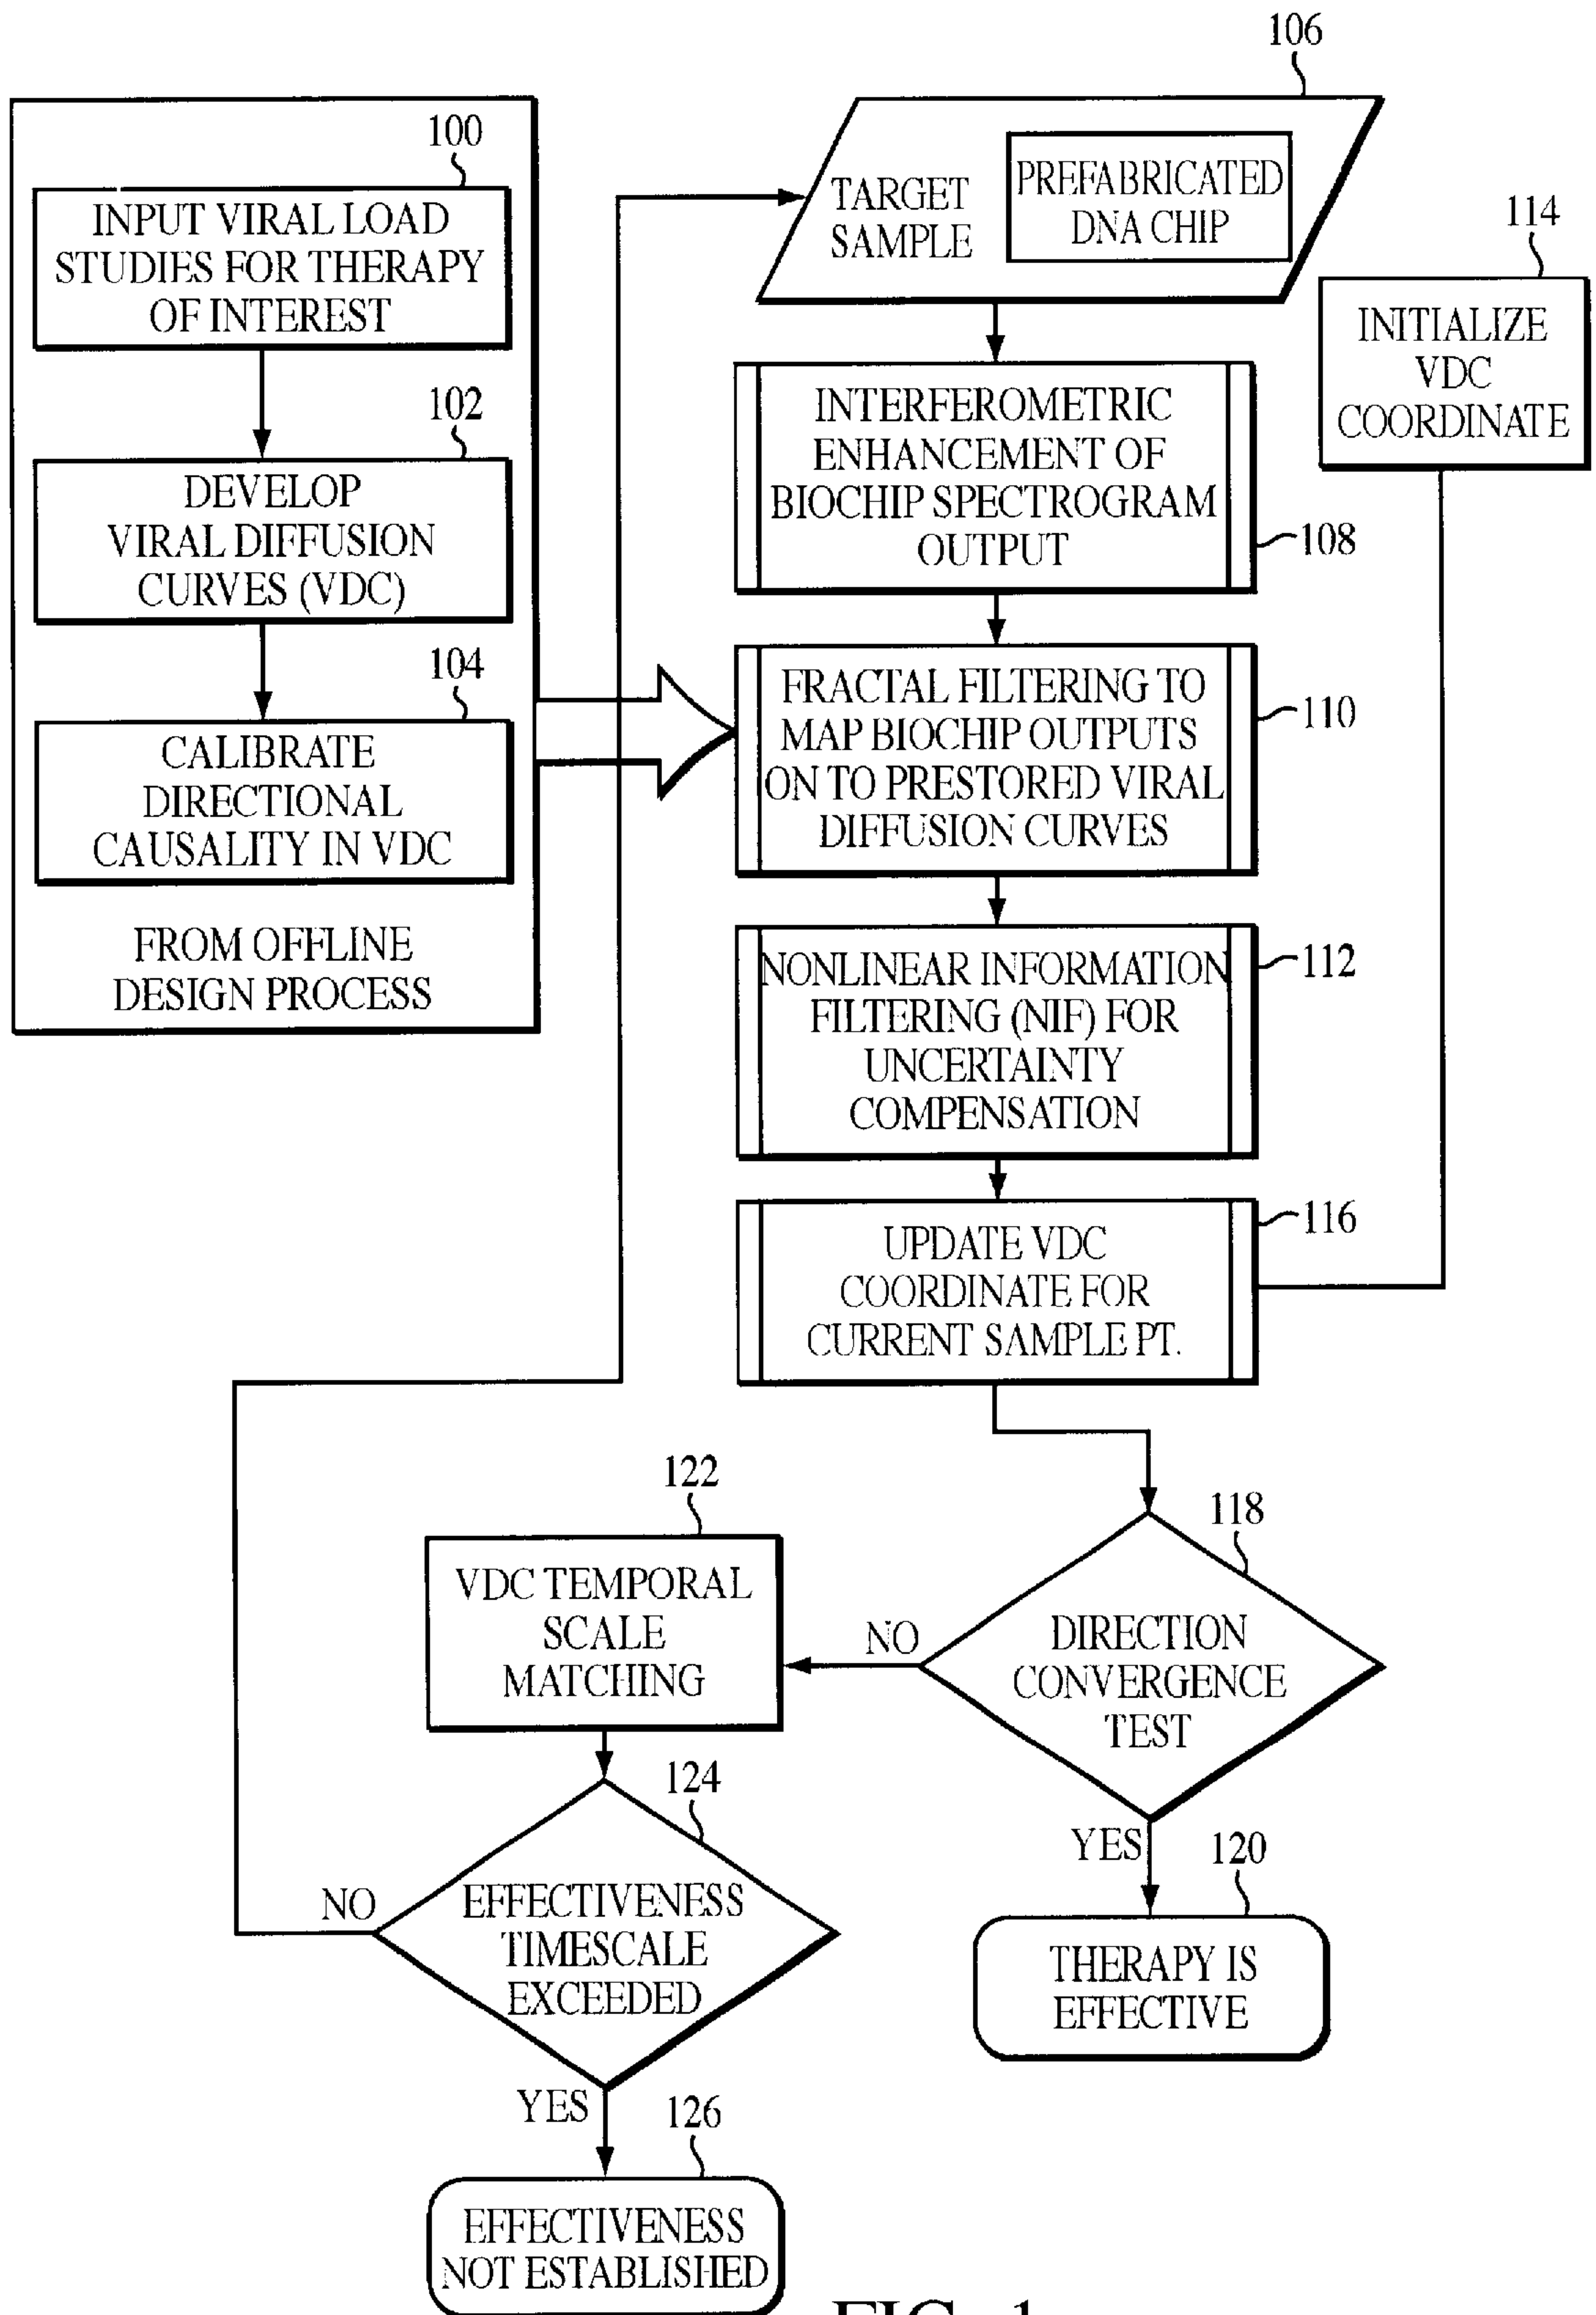 100
INPUT VIRAL LOAD
STUDIES FOR THERAPY
OF INTEREST
102
DEVELOP
VIRAL DIFFUSION
CURVES (VDC)
104
CALIBRATE
DIRECTIONAL
CAUSALITY IN VDC
FROM OFFLINE
DESIGN PROCESS
106
TARGET
SAMPLE
PREFABRICATED
DNA CHIP
INTERFEROMETRIC
ENHANCEMENT OF
BIOCHIP SPECTROGRAM
OUTPUT
108
FRACTAL FILTERING TO
MAP BIOCHIP OUTPUTS
ON TO PRESTORED VIRAL
DIFFUSION CURVES
110
NONLINEAR INFORMATION
FILTERING (NIF) FOR
UNCERTAINTY
COMPENSATION
112
114
INITIALIZE
VDC
COORDINATE
UPDATE VDC
COORDINATE FOR
CURRENT SAMPLE PT.
116
118
DIRECTION
CONVERGENCE
TEST
NO
YES
120
THERAPY IS
EFFECTIVE
122
VDC TEMPORAL
SCALE
MATCHING
124
EFFECTIVENESS
TIMESCALE
EXCEEDED
NO
YES
126
EFFECTIVENESS
NOT ESTABLISHED
FIG. 1